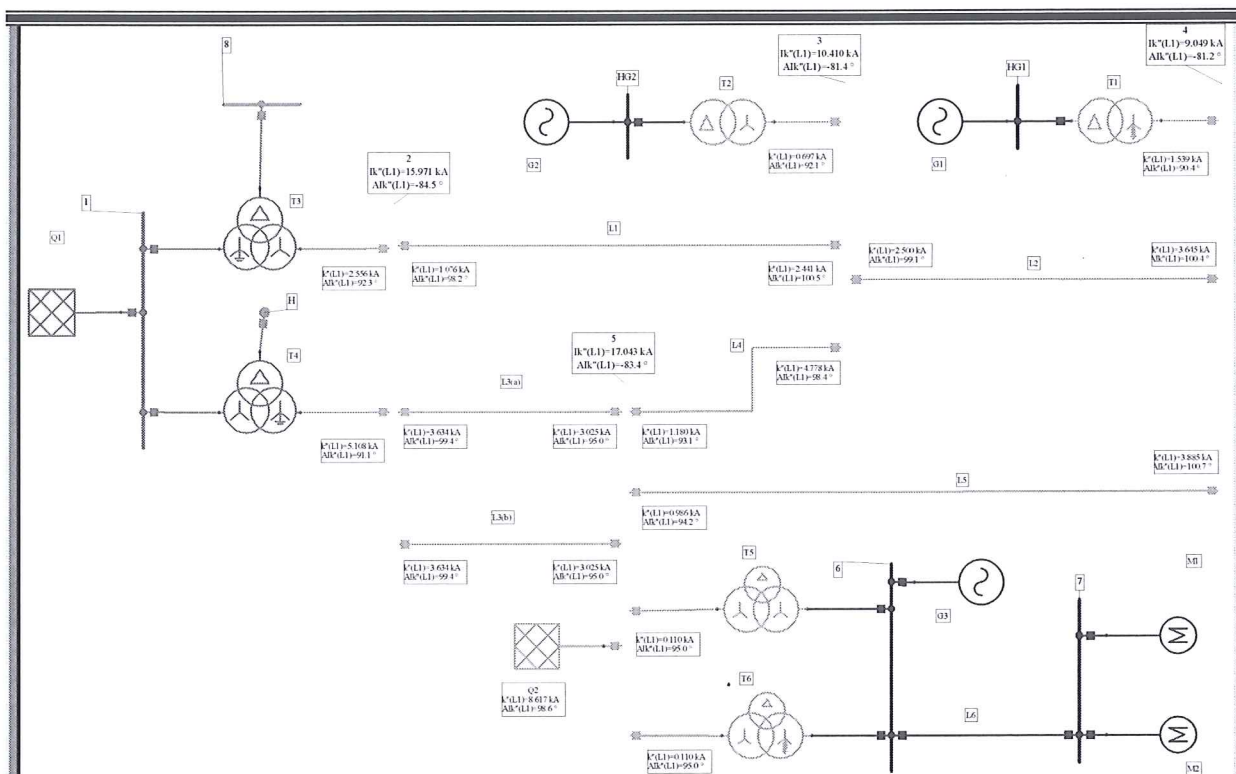 8
3
Ik"(L1)=10.410 kA
AIk"(L1)=-81.4 °
4
Ik"(L1)=9.049 kA
AIk"(L1)=-81.2 °
HG2
T2
HG1
T1
G2
G1
k"(L1)=0.697 kA
AIk"(L1)=92.1 °
k"(L1)=1.539 kA
AIk"(L1)=90.4 °
2
Ik"(L1)=15.971 kA
AIk"(L1)=-84.5 °
1
T3
Q1
L1
k"(L1)=2.556 kA
AIk"(L1)=92.3 °
k"(L1)=1.076 kA
AIk"(L1)=98.2 °
k"(L1)=2.441 kA
AIk"(L1)=100.5 °
k"(L1)=2.500 kA
AIk"(L1)=99.1 °
L2
k"(L1)=3.645 kA
AIk"(L1)=100.4 °
H
T4
5
Ik"(L1)=17.043 kA
AIk"(L1)=-83.4 °
L4
k"(L1)=4.778 kA
AIk"(L1)=98.4 °
L3(a)
k"(L1)=5.108 kA
AIk"(L1)=91.1 °
k"(L1)=3.634 kA
AIk"(L1)=99.4 °
k"(L1)=3.025 kA
AIk"(L1)=95.0 °
k"(L1)=1.180 kA
AIk"(L1)=93.1 °
k"(L1)=3.885 kA
AIk"(L1)=100.7 °
L5
k"(L1)=0.986 kA
AIk"(L1)=94.2 °
L3(b)
k"(L1)=3.634 kA
AIk"(L1)=99.4 °
k"(L1)=3.025 kA
AIk"(L1)=95.0 °
T5
6
G3
7
M1
k"(L1)=0.110 kA
AIk"(L1)=95.0 °
M
Q2
k"(L1)=8.617 kA
AIk"(L1)=98.6 °
T6
L6
M
k"(L1)=0.110 kA
AIk"(L1)=95.0 °
M2